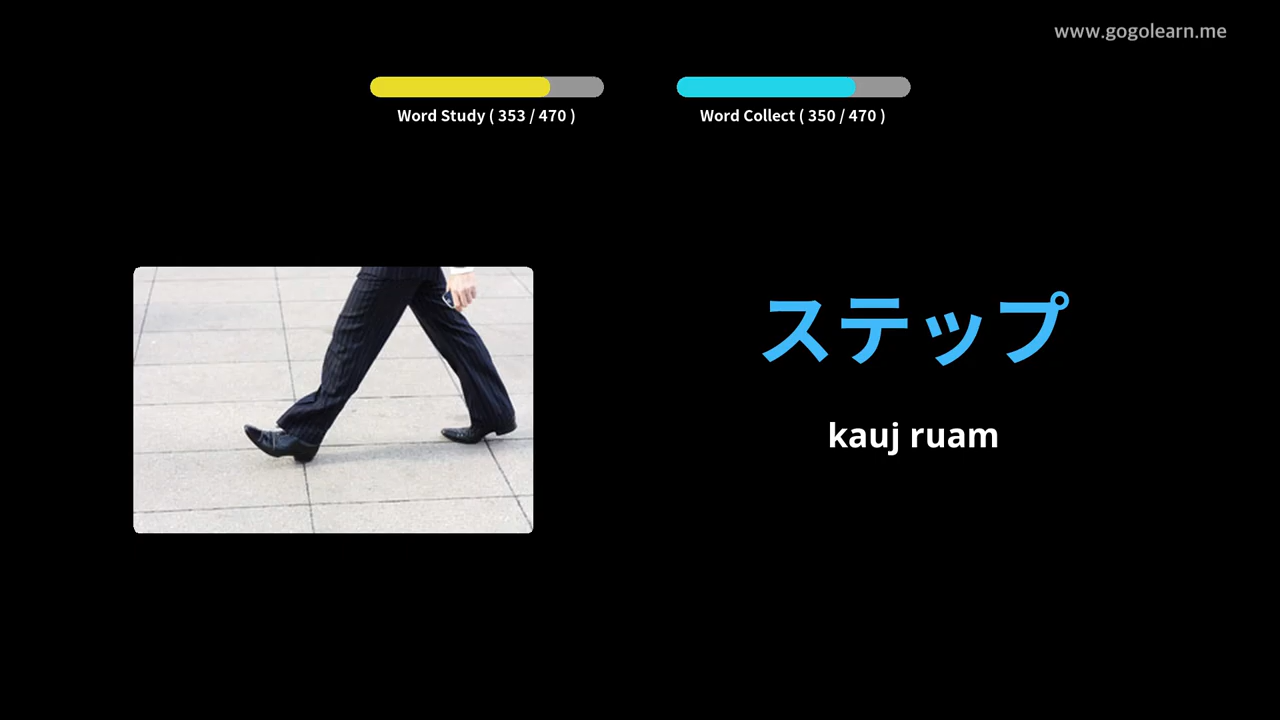 www.gogolearn.me
Word Study ( 353 / 470 )
Word Collect ( 350 / 470 )
ステップ
kauj ruam